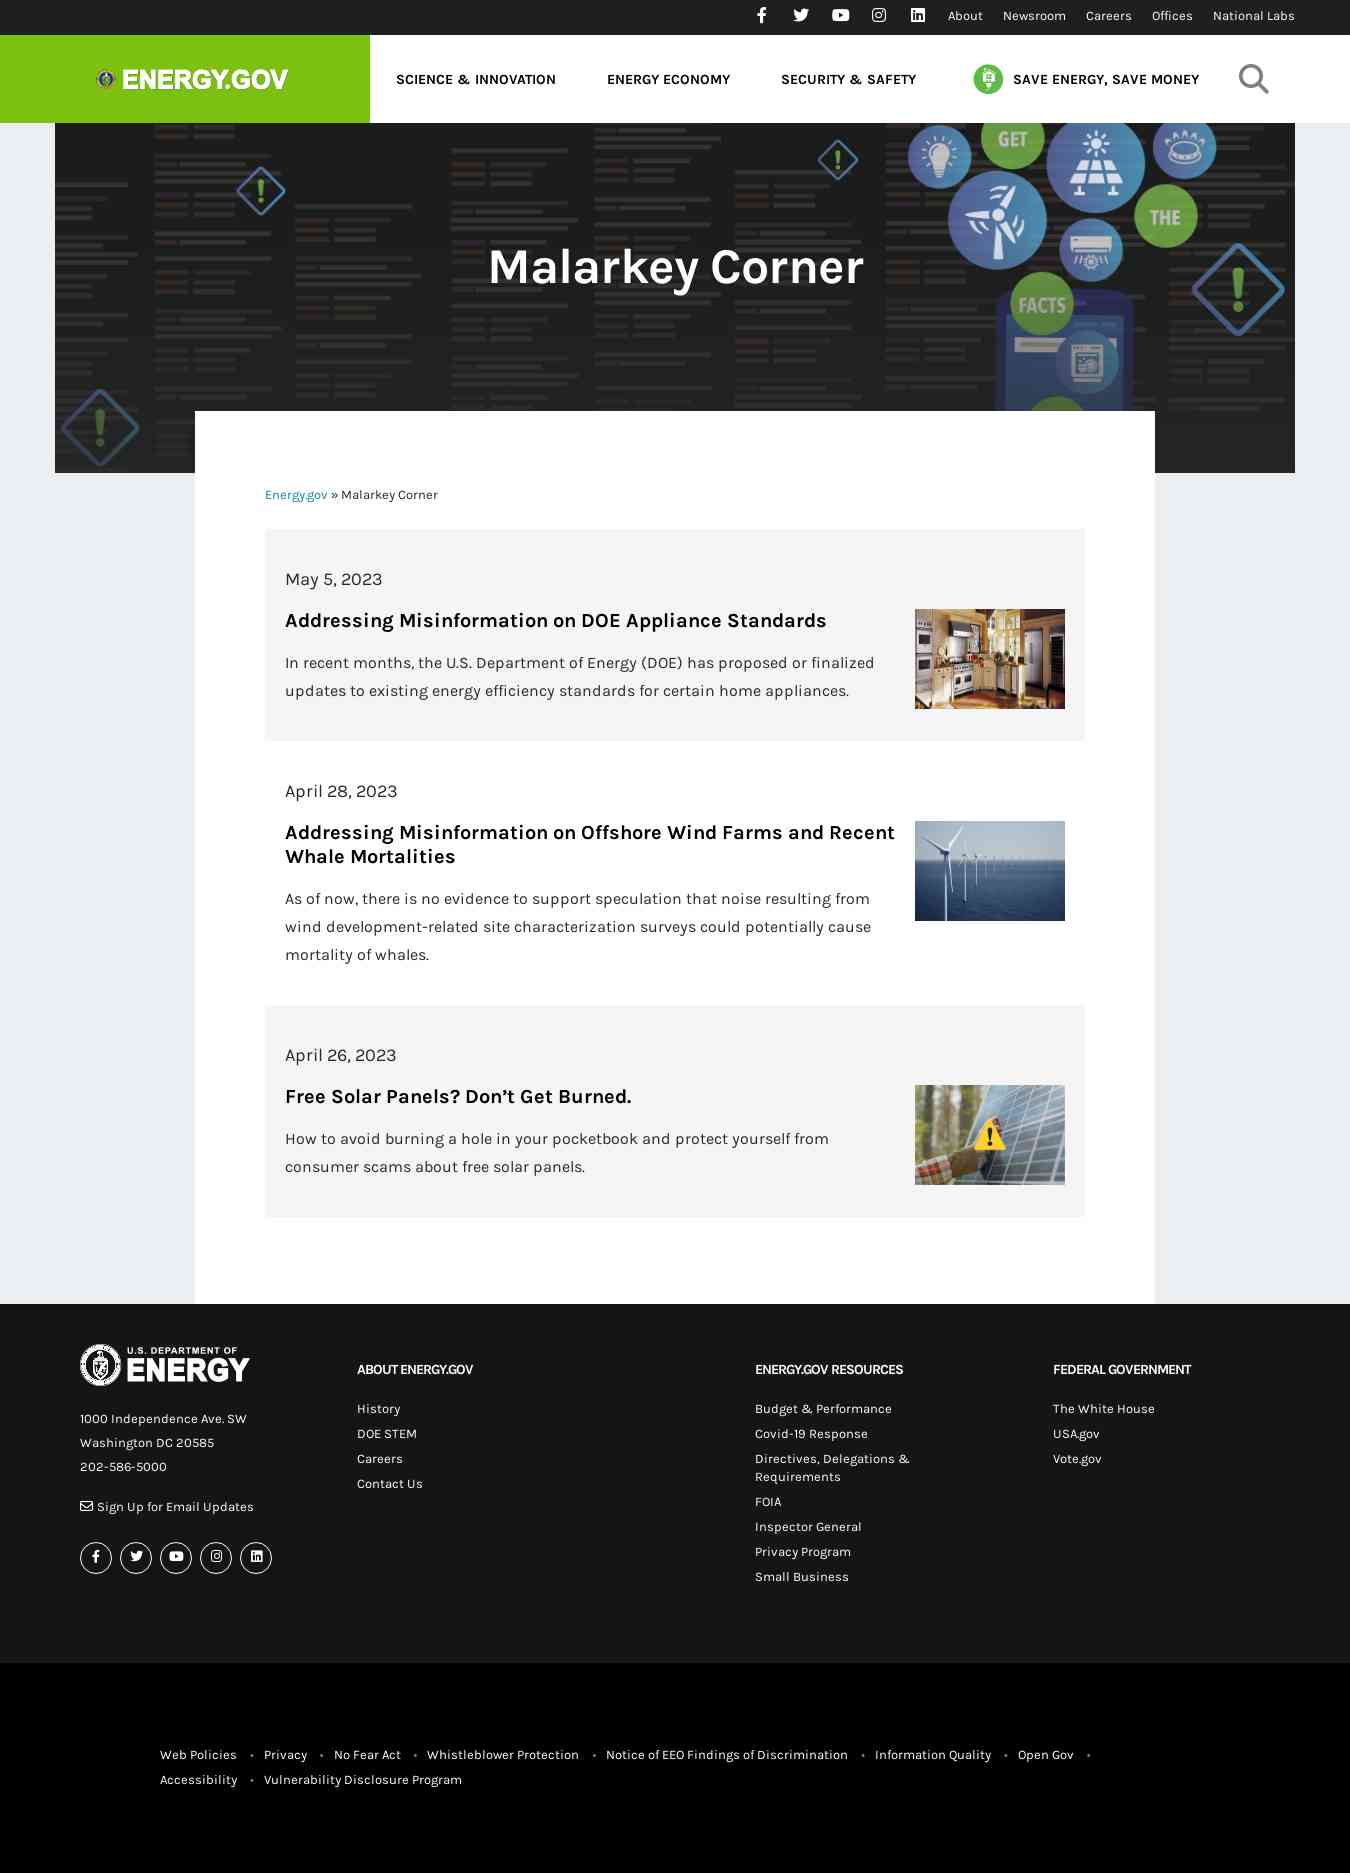 About Newsroom Careers Offices National Labs
ENERGY.GOV
SCIENCE & INNOVATION ENERGY ECONOMY SECURITY & SAFETY SAVE ENERGY, SAVE MONEY
GET
THE
FACTS
Malarkey Corner
Energy.gov » Malarkey Corner
May 5, 2023
Addressing Misinformation on DOE Appliance Standards
In recent months, the U.S. Department of Energy (DOE) has proposed or finalized
updates to existing energy efficiency standards for certain home appliances.
April 28, 2023
Addressing Misinformation on Offshore Wind Farms and Recent
Whale Mortalities
As of now, there is no evidence to support speculation that noise resulting from
wind development-related site characterization surveys could potentially cause
mortality of whales.
April 26, 2023
Free Solar Panels? Don’t Get Burned.
How to avoid burning a hole in your pocketbook and protect yourself from
consumer scams about free solar panels.
U.S. DEPARTMENT OF
ENERGY
1000 Independence Ave. SW
Washington DC 20585
202-586-5000
Sign Up for Email Updates
ABOUT ENERGY.GOV
History
DOE STEM
Careers
Contact Us
ENERGY.GOV RESOURCES
Budget & Performance
Covid-19 Response
Directives, Delegations &
Requirements
FOIA
Inspector General
Privacy Program
Small Business
FEDERAL GOVERNMENT
The White House
USA.gov
Vote.gov
Web Policies • Privacy • No Fear Act • Whistleblower Protection • Notice of EEO Findings of Discrimination • Information Quality • Open Gov •
Accessibility • Vulnerability Disclosure Program